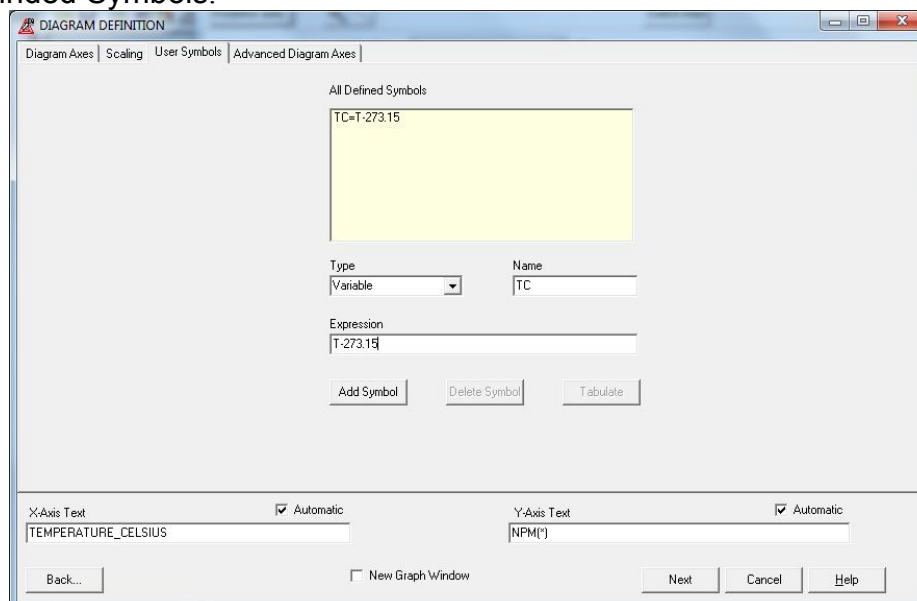 Symbols.
DIAGRAM DEFINITION
Diagram Axes Scaling User Symbols Advanced Diagram Axes
All Defined Symbols
TC=T-273.15
Type Name
Variable TC
Expression
T-273.15
Add Symbol Delete Symbol Tabulate
X-Axis Text Automatic Y-Axis Text Automatic
TEMPERATURE_CELSIUS NPM(*)
Back... New Graph Window Next Cancel Help